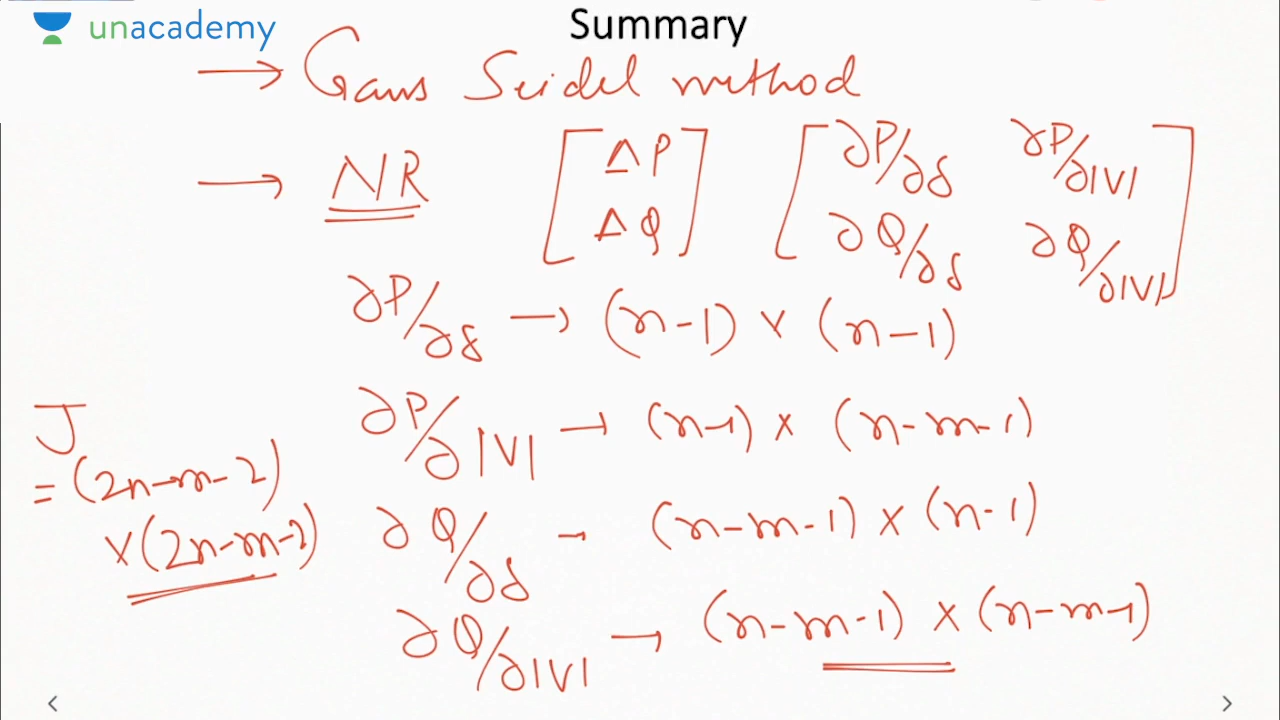 unacademy
Summary
→ Gauss Seidel method
→ NR [ΔP ΔQ] [∂P/∂δ ∂P/∂|V| ∂Q/∂δ ∂Q/∂|V|]
∂P/∂δ → (n-1) × (n-1)
∂P/∂|V| → (n-1) × (n-m-1)
∂Q/∂δ → (n-m-1) × (n-1)
∂Q/∂|V| → (n-m-1) × (n-m-1)
J
= (2n-m-2)
× (2n-m-2)